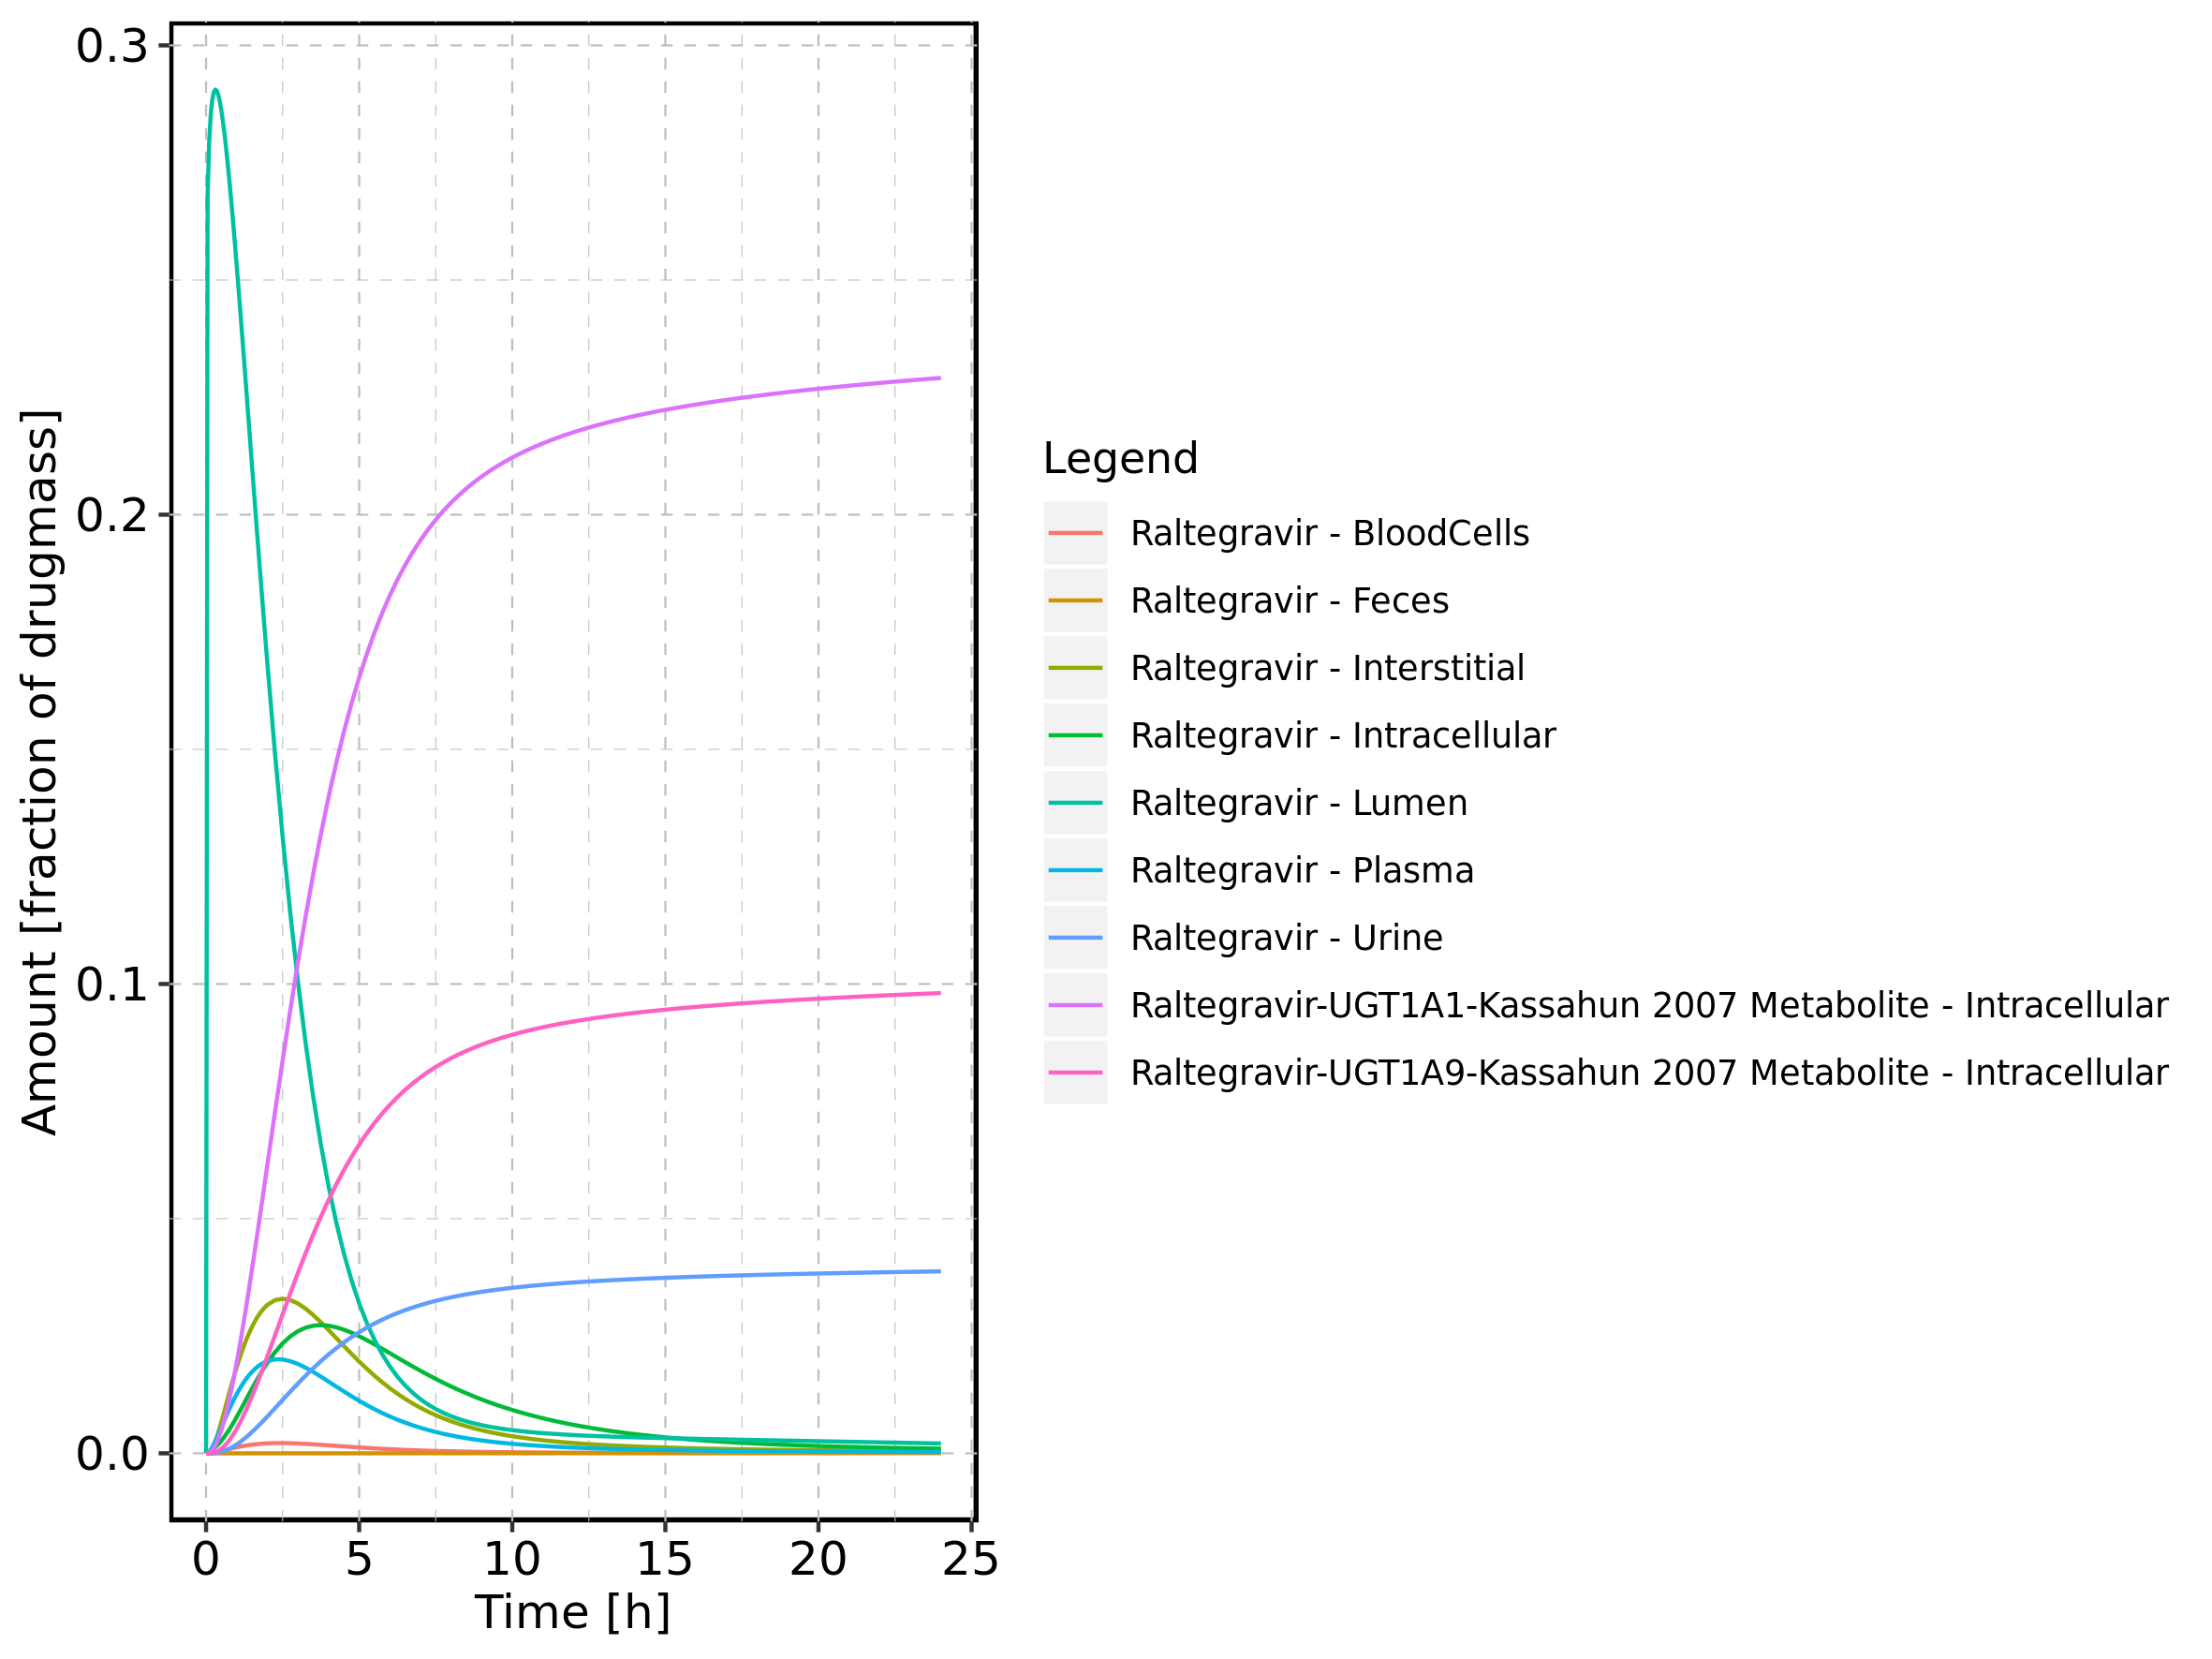 0.3
0.2
0.1
0.0
Amount [fraction of drugmass]
0 5 10 15 20 25
Time [h]
Legend
Raltegravir - BloodCells
Raltegravir - Feces
Raltegravir - Interstitial
Raltegravir - Intracellular
Raltegravir - Lumen
Raltegravir - Plasma
Raltegravir - Urine
Raltegravir-UGT1A1-Kassahun 2007 Metabolite - Intracellular
Raltegravir-UGT1A9-Kassahun 2007 Metabolite - Intracellular